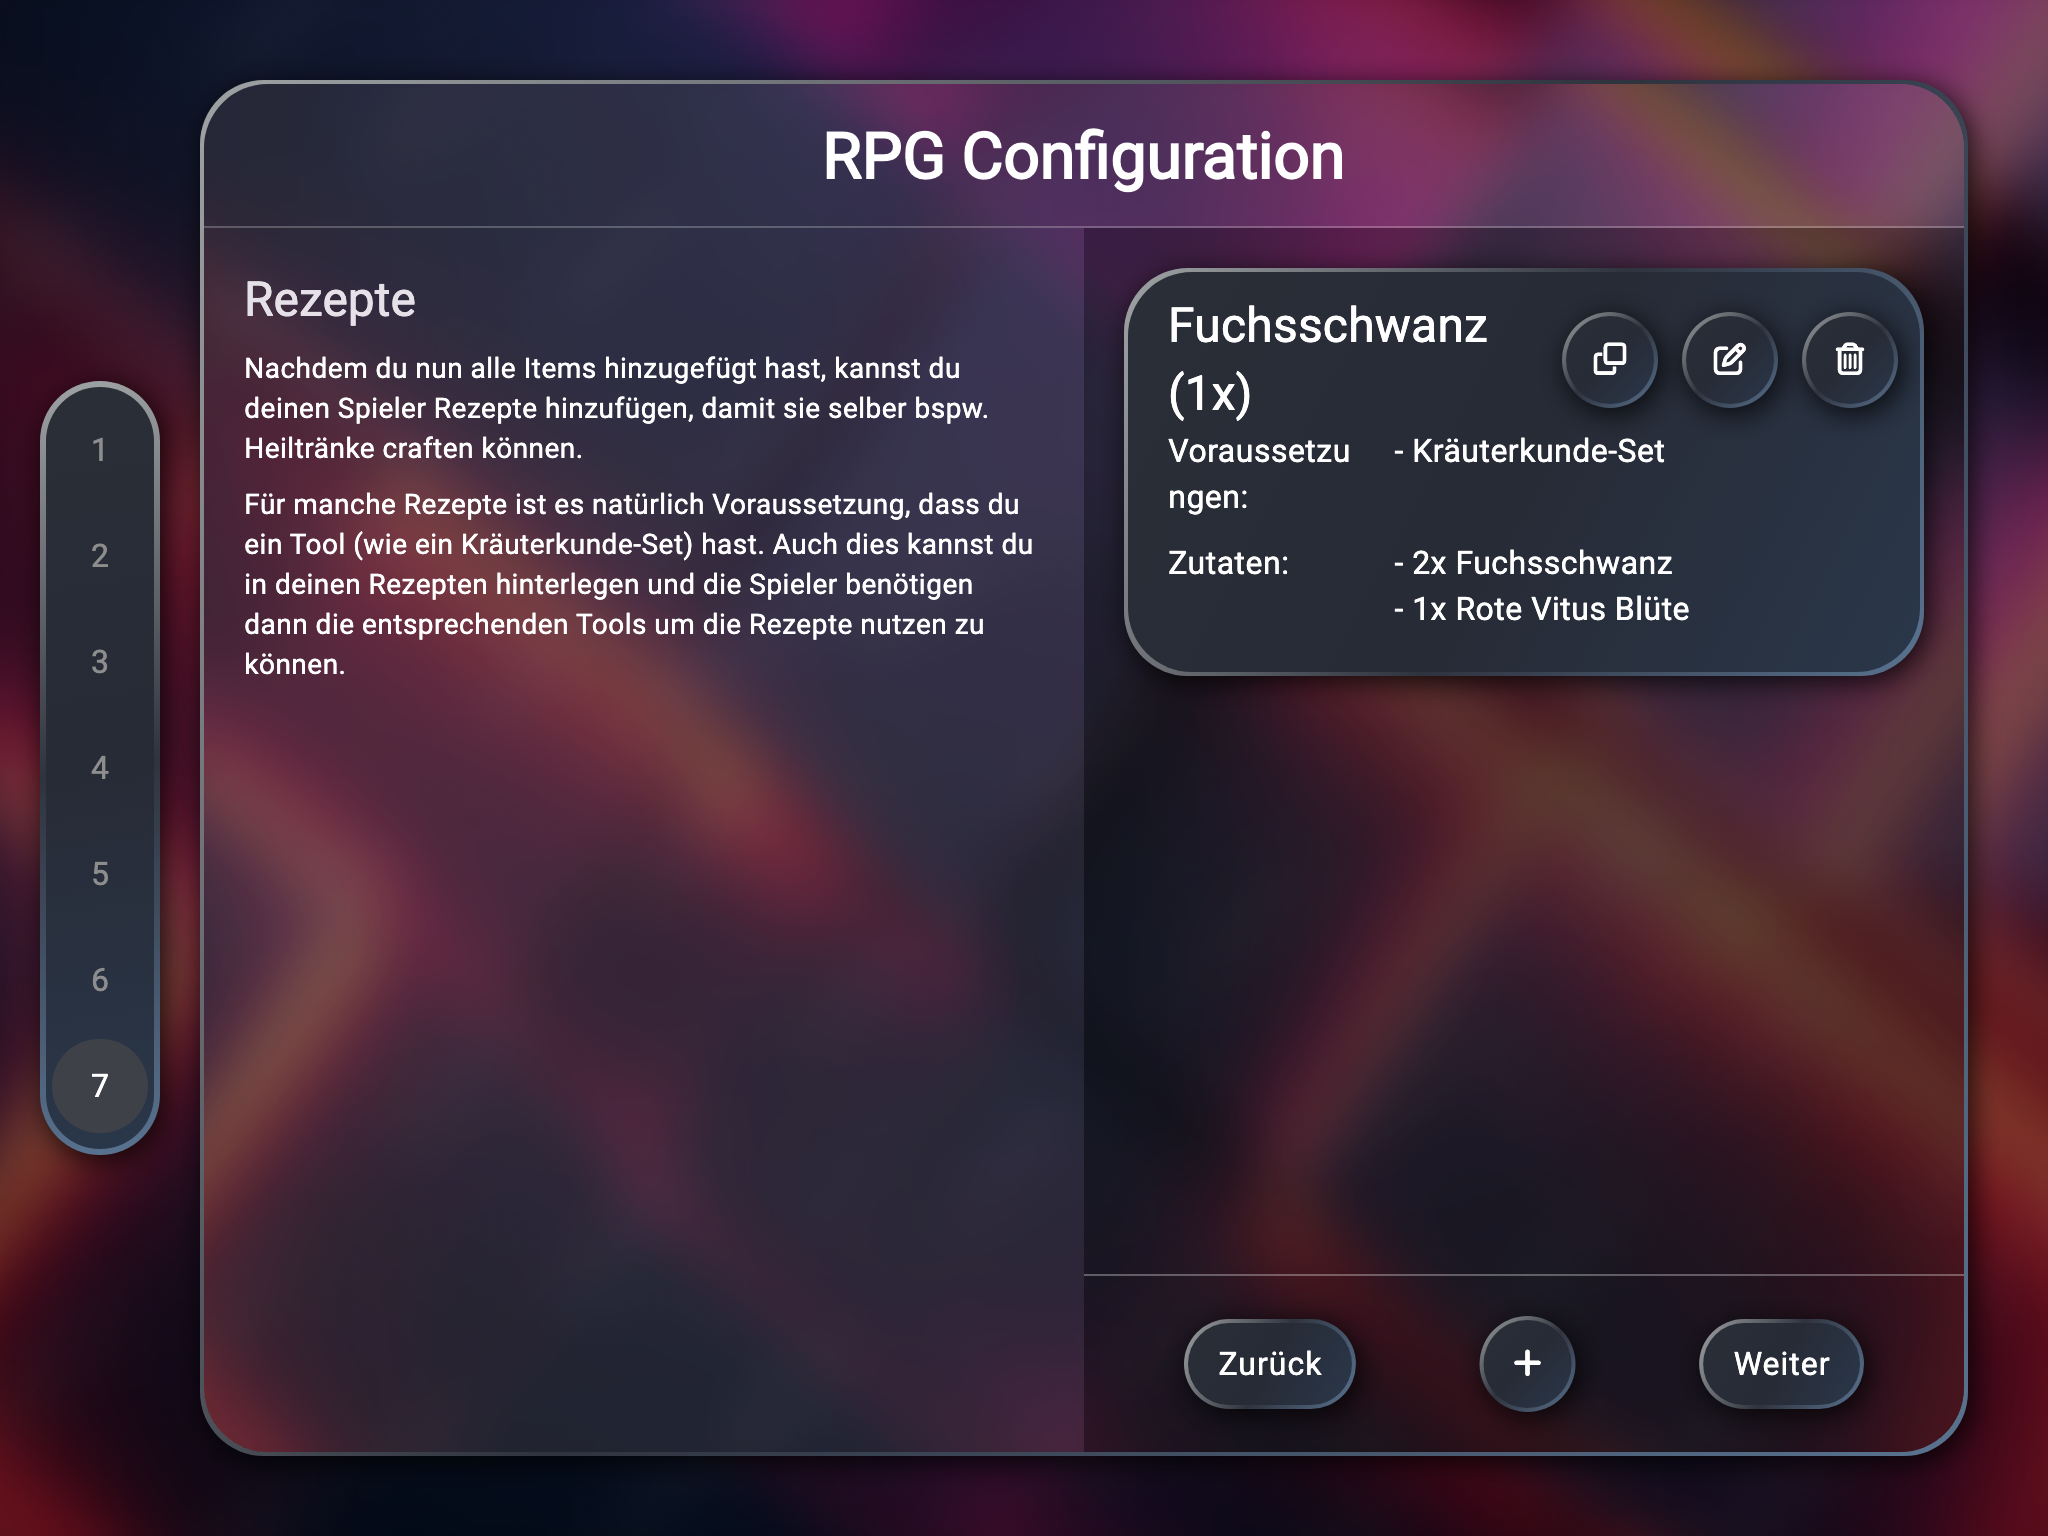 RPG Configuration
1
2
3
4
5
6
7
Rezepte
Nachdem du nun alle Items hinzugefügt hast, kannst du
deinen Spieler Rezepte hinzufügen, damit sie selber bspw.
Heiltränke craften können.
Für manche Rezepte ist es natürlich Voraussetzung, dass du
ein Tool (wie ein Kräuterkunde-Set) hast. Auch dies kannst du
in deinen Rezepten hinterlegen und die Spieler benötigen
dann die entsprechenden Tools um die Rezepte nutzen zu
können.
Fuchsschwanz
(1x)
Voraussetzu - Kräuterkunde-Set
ngen:
Zutaten: - 2x Fuchsschwanz
- 1x Rote Vitus Blüte
Zurück + Weiter